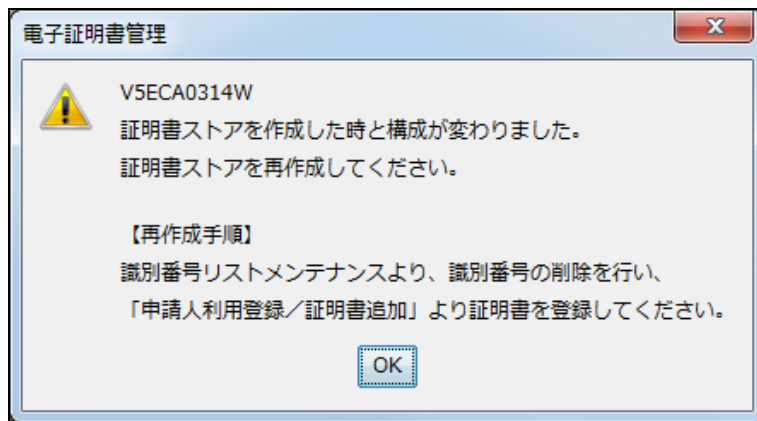 電子証明書管理
V5ECA0314W
証明書ストアを作成した時と構成が変わりました。
証明書ストアを再作成してください。
【再作成手順】
識別番号リストメンテナンスより、識別番号の削除を行い、
「申請人利用登録／証明書追加」より証明書を登録してください。
OK